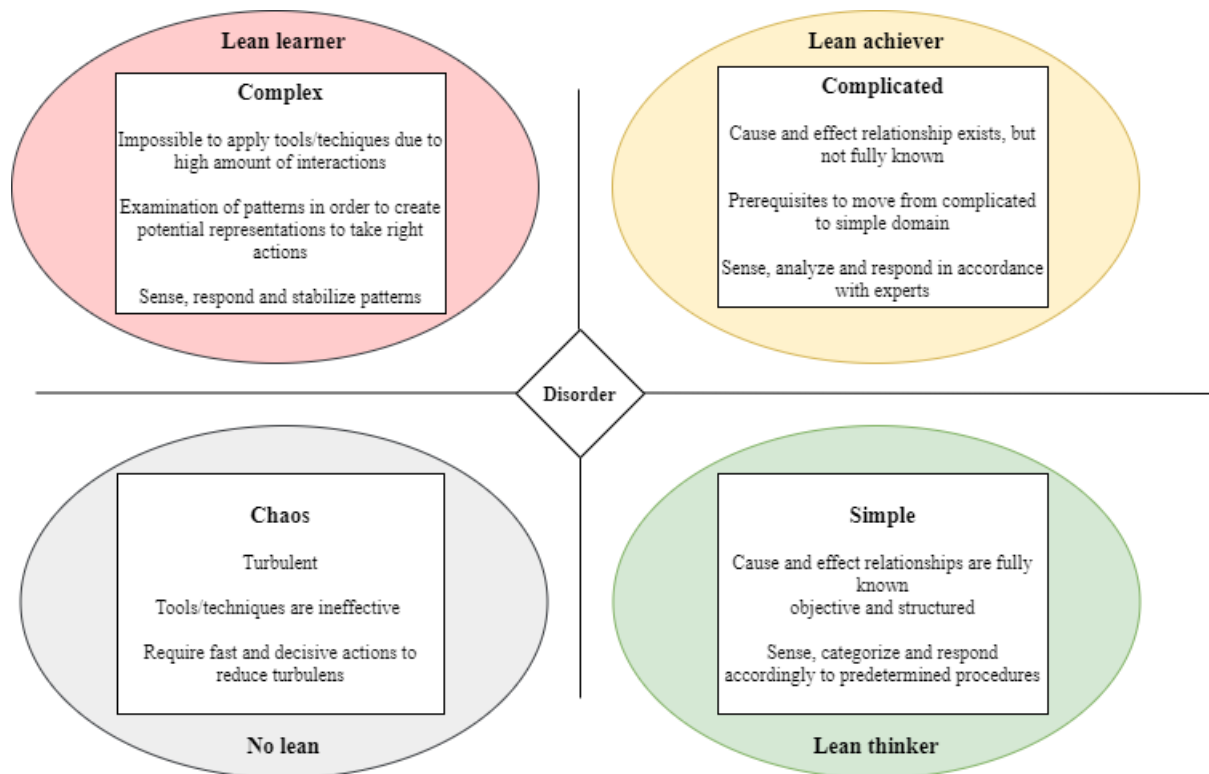 Lean learner
Complex
Impossible to apply tools/techiques due to
high amount of interactions
Examination of patterns in order to create
potential representations to take right
actions
Sense, respond and stabilize patterns
Lean achiever
Complicated
Cause and effect relationship exists, but
not fully known
Prerequisites to move from complicated
to simple domain
Sense, analyze and respond in accordance
with experts
Disorder
Chaos
Turbulent
Tools/techniques are ineffective
Require fast and decisive actions to
reduce turbulens
No lean
Simple
Cause and effect relationships are fully
known
objective and structured
Sense, categorize and respond
accordingly to predetermined procedures
Lean thinker